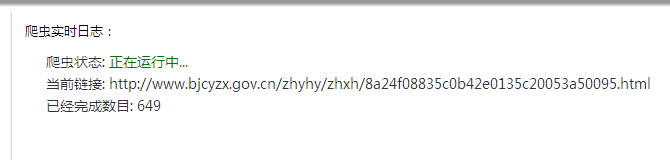 爬虫实时日志：
爬虫状态: 正在运行中...
当前链接: http://www.bjcyzx.gov.cn/zhyhy/zhxh/8a24f08835c0b42e0135c20053a50095.html
已经完成数目: 649